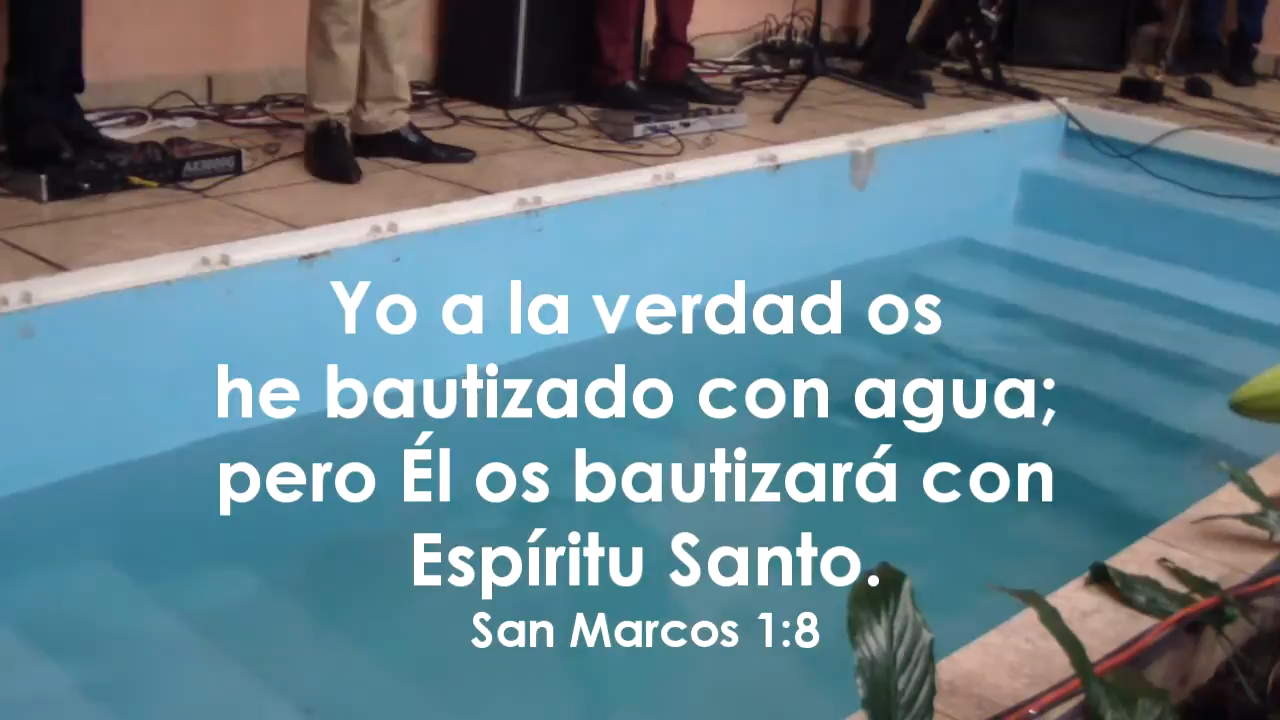 AX3000G
Yo a la verdad os
he bautizado con agua;
pero Él os bautizará con
Espíritu Santo.
San Marcos 1:8